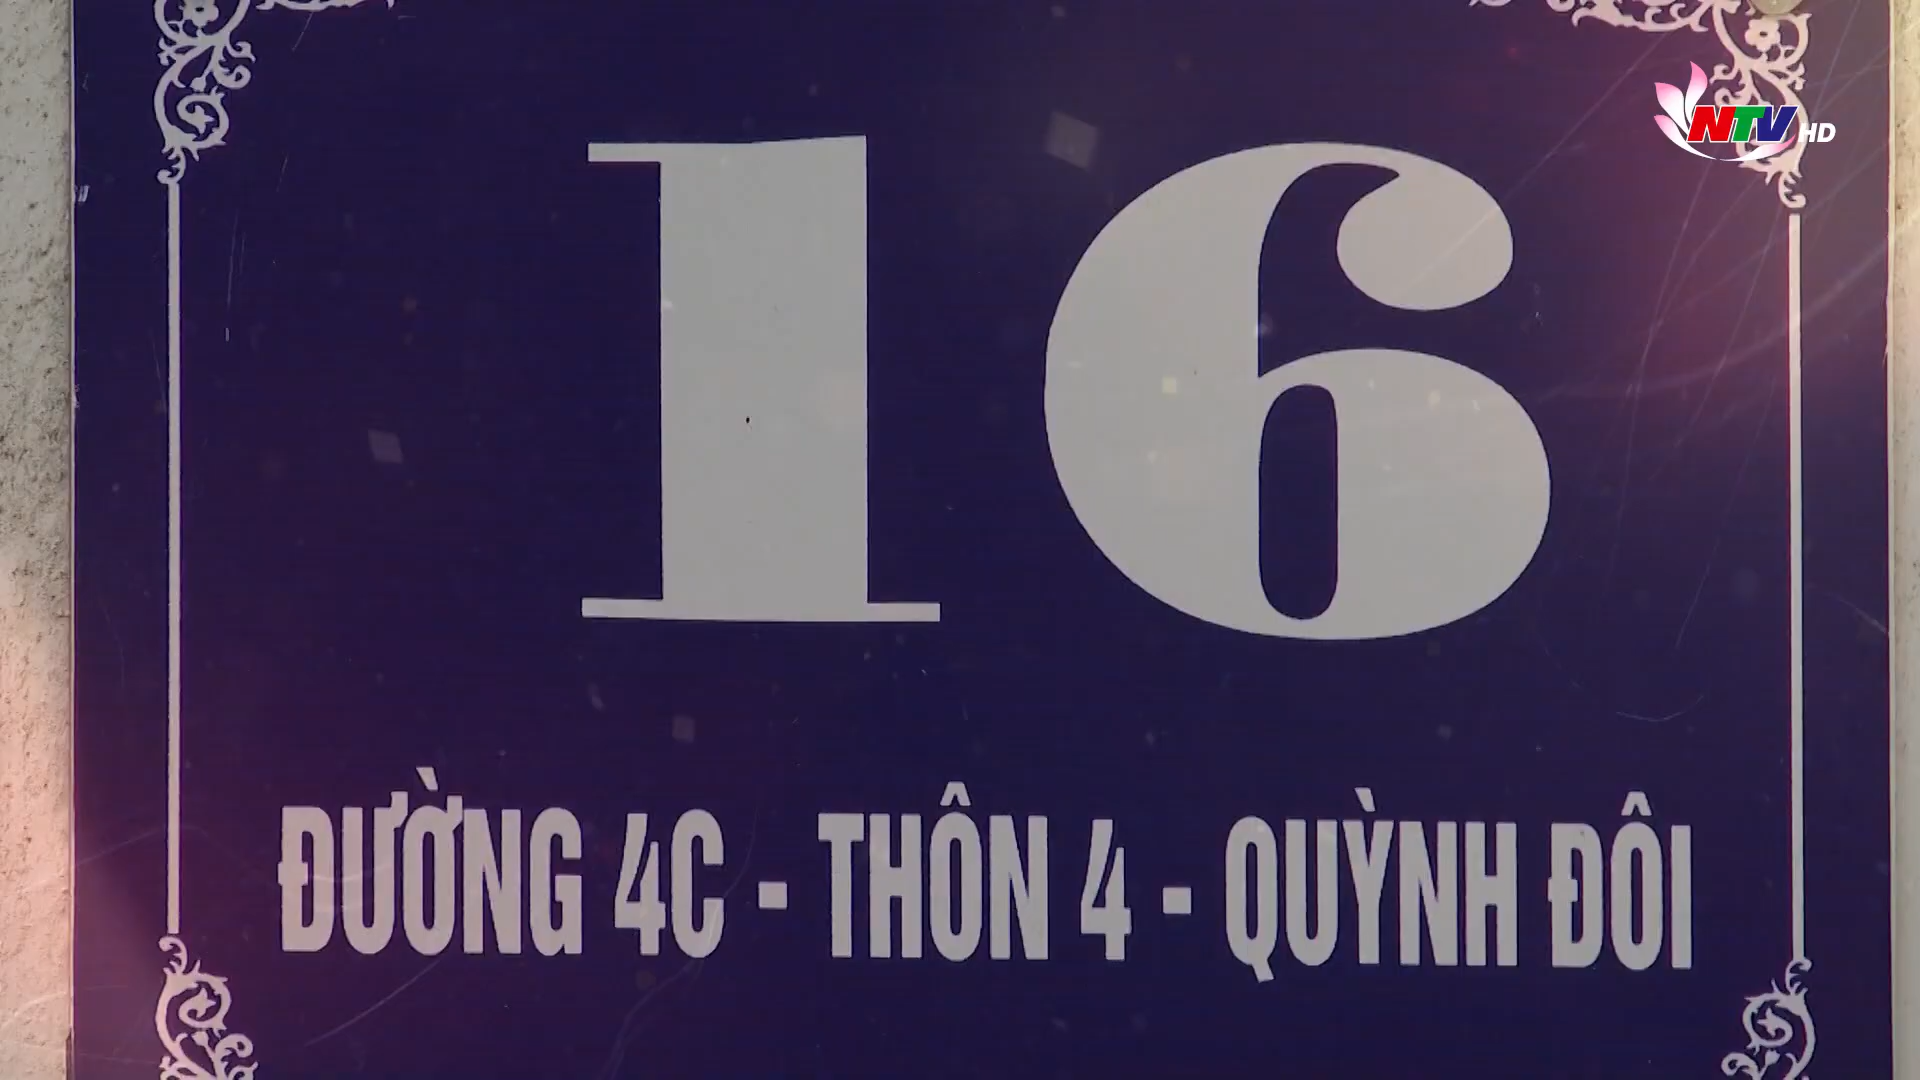 NTV HD
16
ĐƯỜNG 4C - THÔN 4 - QUỲNH ĐÔI